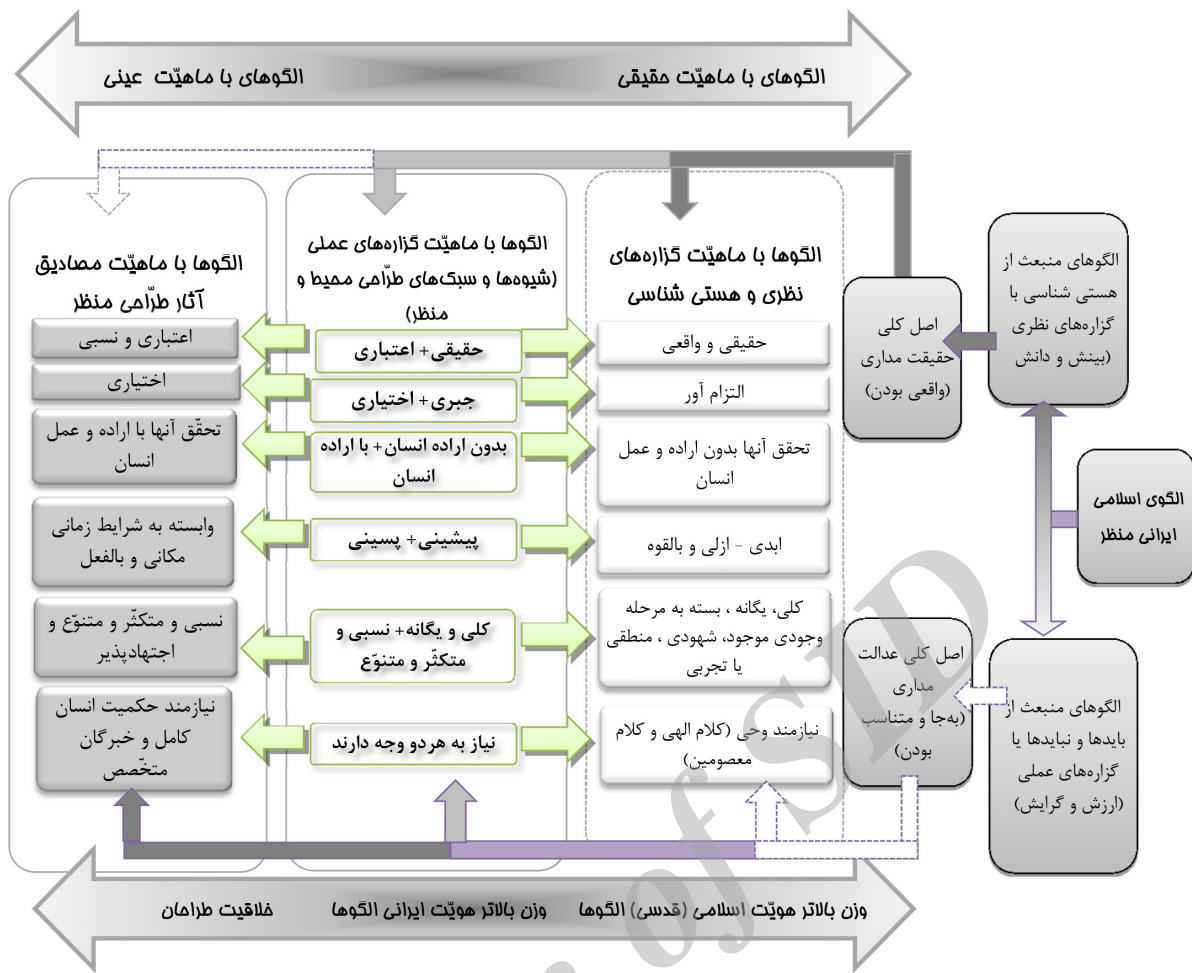 الگوهای با ماهیّت حقیقی
الگوهای با ماهیّت عینی
الگوی اسلامی
ایرانی منظر
الگوهای منبعث از
هستی شناسی با
گزاره‌های نظری
(بینش و دانش
اصل کلی
حقیقت مداری
(واقعی بودن)
الگوهای منبعث از
بایدها و نبایدها یا
گزاره‌های عملی
(ارزش و گرایش)
اصل کلی عدالت
مداری
(به‌جا و متناسب
بودن)
الگوها با ماهیّت گزاره‌های
نظری و هستی شناسی
حقیقی و واقعی
التزام آور
تحقق آنها بدون اراده و عمل
انسان
ابدی - ازلی و بالقوه
کلی، یگانه ، بسته به مرحله
وجودی موجود، شهودی ، منطقی
یا تجربی
نیازمند وحی (کلام الهی و کلام
معصومین)
الگوها با ماهیّت گزاره‌های عملی
(شیوه‌ها و سبک‌های طرّاحی محیط و
منظر)
حقیقی+ اعتباری
جبری+ اختیاری
بدون اراده انسان+ با اراده
انسان
پیشینی+ پسینی
کلی و یگانه+ نسبی و
متکثّر و متنوّع
نیاز به هردو وجه دارند
الگوها با ماهیّت مصادیق
آثار طرّاحی منظر
اعتباری و نسبی
اختیاری
تحقّق آنها با اراده و عمل
انسان
وابسته به شرایط زمانی
مکانی و بالفعل
نسبی و متکثّر و متنوّع و
اجتهادپذیر
نیازمند حکمیت انسان
کامل و خبرگان
متخّصص
وزن بالاتر هویّت اسلامی (قدسی) الگوها
وزن بالاتر هویّت ایرانی الگوها
خلاقیت طراحان
of SID